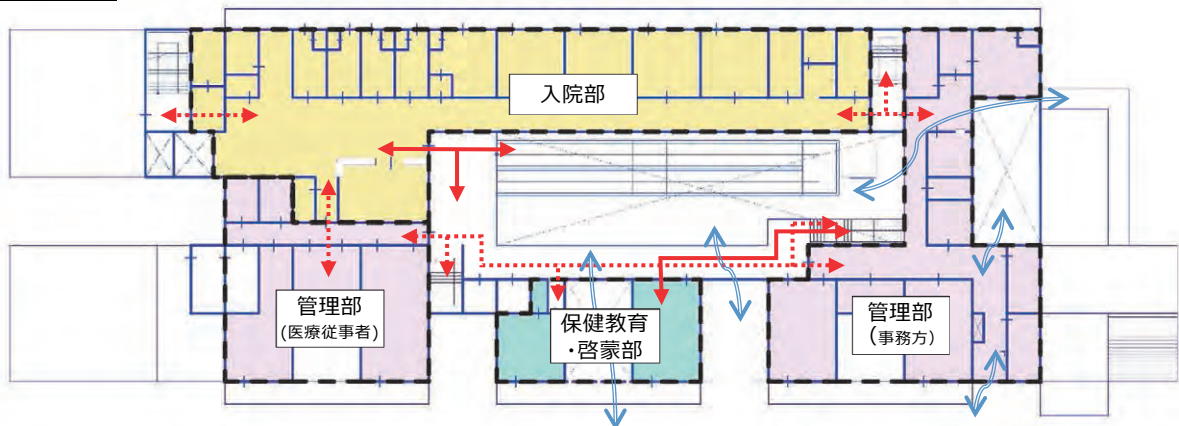 入院部
管理部
(医療従事者)
保健教育
・啓蒙部
管理部
(事務方)